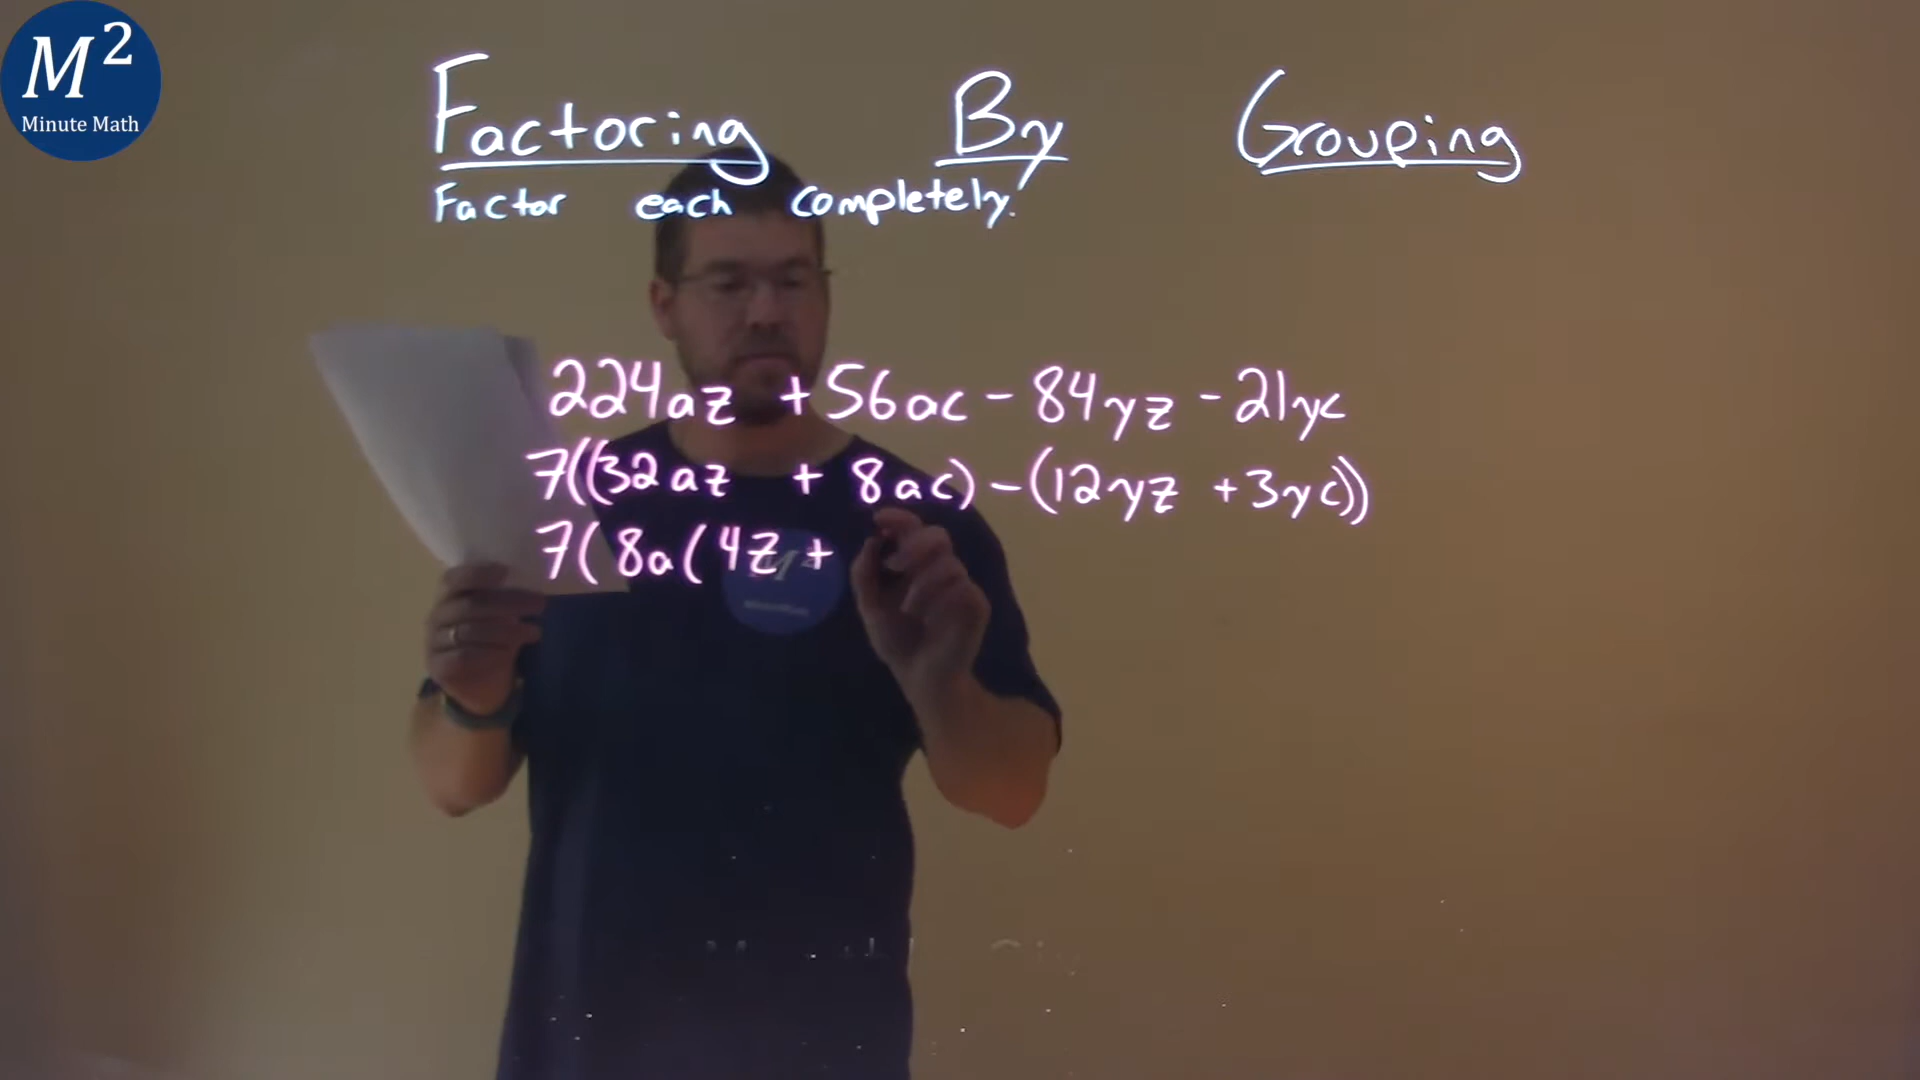 M²
Minute Math
Factoring By Grouping
Factor each completely.
224az + 56ac - 84yz - 21yc
7((32az + 8ac) - (12yz + 3yc))
7(8a(4z +
M²